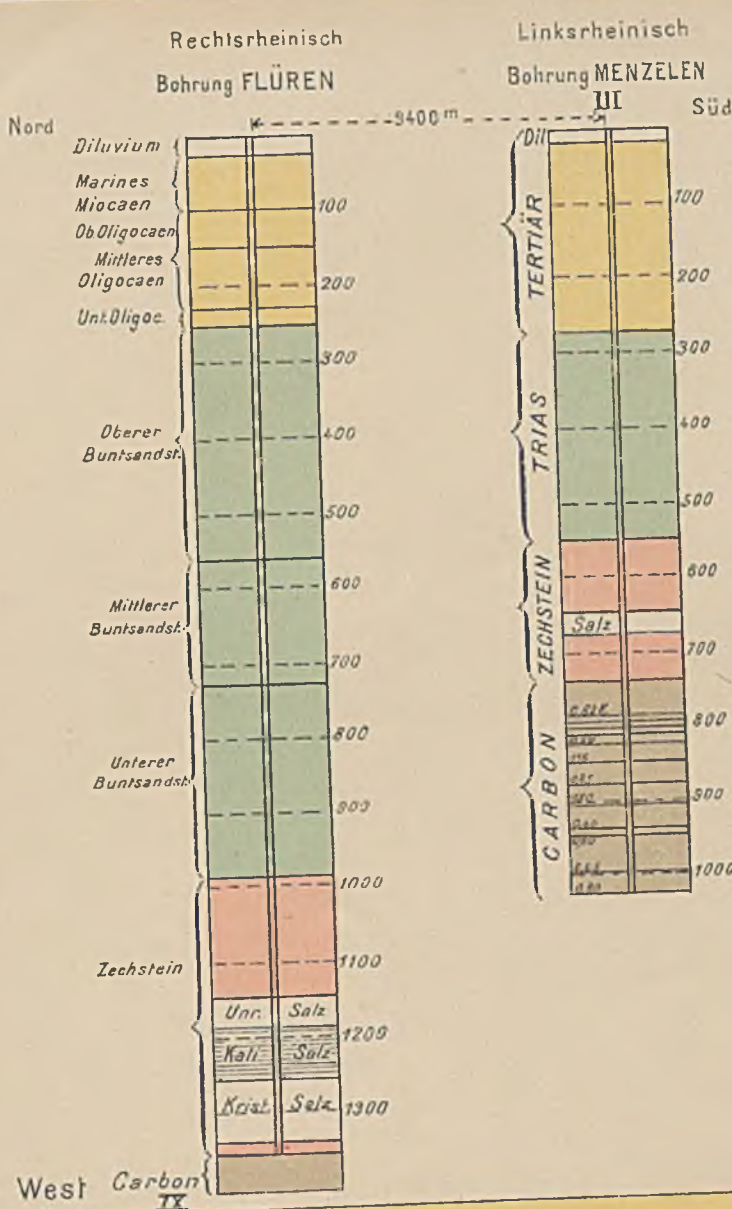 Rechtsrheinisch
Bohrung FLÜREN
Linksrheinisch
Bohrung MENZELEN
III
Nord
9400 m
Süd
Diluvium
Marines
Miocaen
Ob. Oligocaen
Mittleres
Oligocaen
Unt. Oligoc.
Oberer
Buntsandst.
Mittlerer
Buntsandst.
Unterer
Buntsandst.
Zechstein
Carbon
IX
West
100
200
300
400
500
600
700
800
900
1000
1100
Unr. Salz
1200
Kali Salz
Krist. Salz
1300
Dil
TERTIÄR
TRIAS
ZECHSTEIN
CARBON
100
200
300
400
500
600
Salz
700
800
900
1000